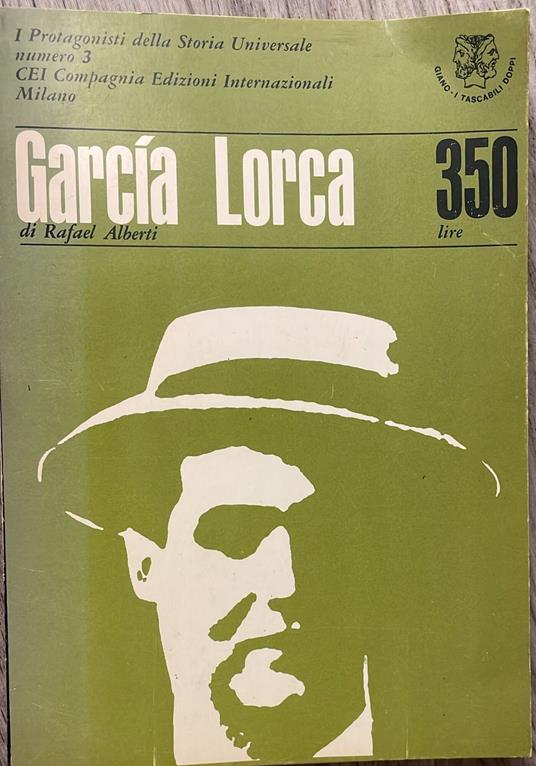 I Protagonisti della Storia Universale
numero 3
CEI Compagnia Edizioni Internazionali
Milano
GIANO - I TASCABILI DOPPI
García Lorca
350
di Rafael Alberti
lire